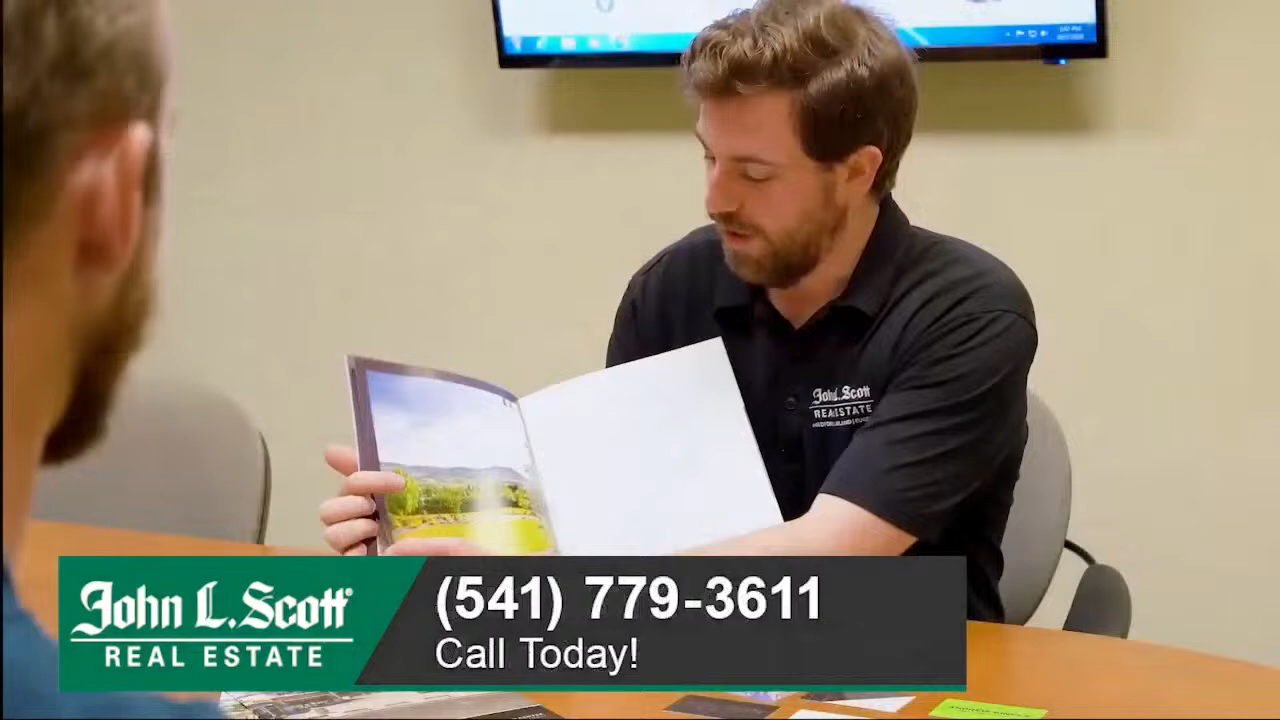 John L. Scott
REAL ESTATE
John L. Scott
REAL ESTATE
(541) 779-3611
Call Today!